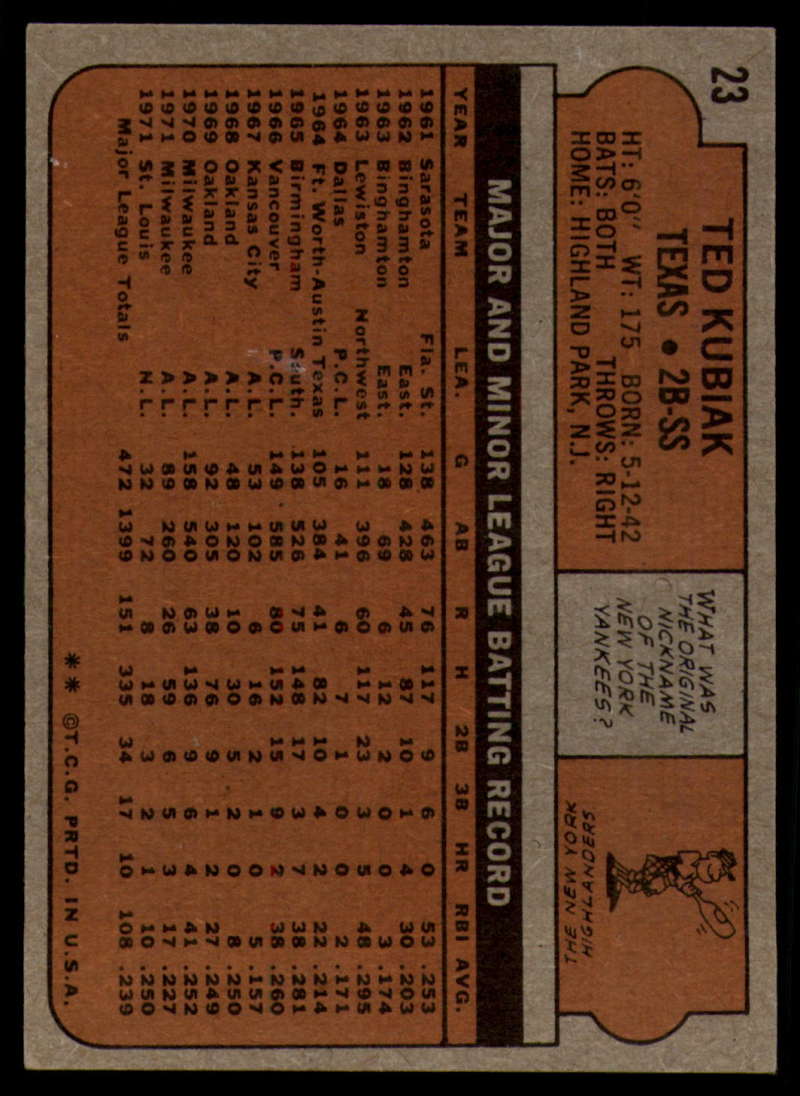 23
TED KUBIAK
TEXAS • 2B-SS
HT: 6'0" WT: 175 BORN: 5-12-42
BATS: BOTH THROWS: RIGHT
HOME: HIGHLAND PARK, N.J.
WHAT WAS
THE ORIGINAL
NICKNAME
OF THE
NEW YORK
YANKEES?
THE NEW YORK
HIGHLANDERS
MAJOR AND MINOR LEAGUE BATTING RECORD
YEAR TEAM LEA. G AB R H 2B 3B HR RBI AVG.
1961 Sarasota Fla. St. 138 463 76 117 9 6 0 53 .253
1962 Binghamton East. 128 428 45 87 10 1 4 30 .203
1963 Binghamton East. 18 69 6 12 2 0 0 3 .174
1963 Lewiston Northwest 111 396 60 117 23 3 5 48 .295
1964 Dallas P.C.L. 16 41 6 7 1 0 0 2 .171
1964 Ft. Worth-Austin Texas 105 384 41 82 10 4 2 22 .214
1965 Birmingham South. 138 526 75 148 17 3 7 38 .281
1966 Vancouver P.C.L. 149 585 80 152 15 9 2 38 .260
1967 Kansas City A.L. 53 102 6 16 2 1 0 5 .157
1968 Oakland A.L. 48 120 10 30 5 2 0 8 .250
1969 Oakland A.L. 92 305 38 76 9 1 2 27 .249
1970 Milwaukee A.L. 158 540 63 136 9 6 4 41 .252
1971 Milwaukee A.L. 89 260 26 59 6 5 3 17 .227
1971 St. Louis N.L. 32 72 8 18 3 2 1 10 .250
Major League Totals 472 1399 151 335 34 17 10 108 .239
** ©T.C.G. PRTD. IN U.S.A.